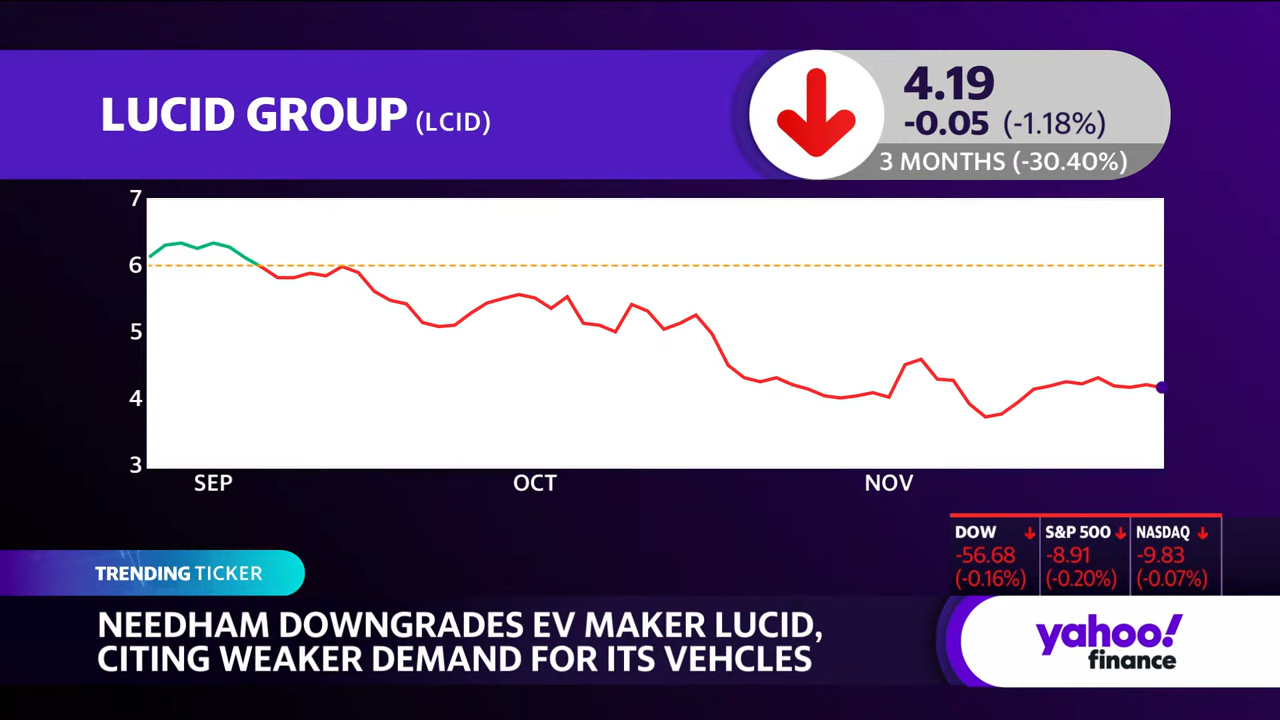 LUCID GROUP (LCID)
4.19
-0.05 (-1.18%)
3 MONTHS (-30.40%)
7
6
5
4
3
SEP OCT NOV
DOW S&P 500 NASDAQ
-56.68 -8.91 -9.83
(-0.16%) (-0.20%) (-0.07%)
TRENDING TICKER
NEEDHAM DOWNGRADES EV MAKER LUCID,
CITING WEAKER DEMAND FOR ITS VEHCLES
yahoo!
finance